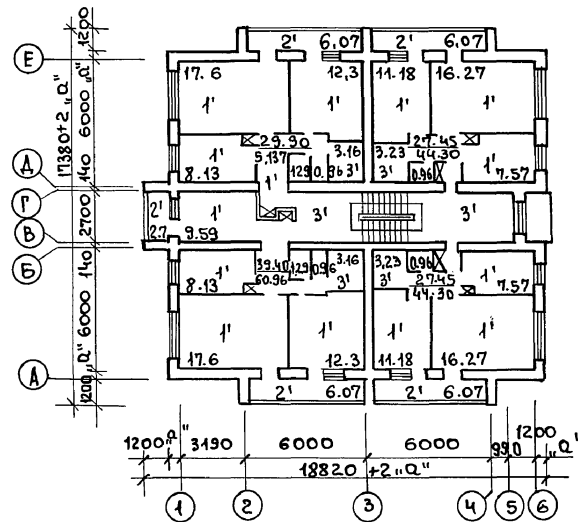 2' 6.07 2' 6.07
Е
17.6 12,3 11.18 16.27
1' 1' 1' 1'
29.90 27.45
1' 5,137 3.16 3.23 44.30 1'
8.13 1' 1.29 0.96 3' 3' 0.96 7.57
Д
Г
2' 1' 3' 3'
2.7 9.59
В
Б
1' 39.40 1.29 0.96 3.16 3,23 0.96 1'
8.13 60.96 3' 3' 27.45 7.57
44.30
1' 1' 1' 1'
17.6 12.3 11.18 16.27
А
2' 6.07 2' 6.07
1200 "а" 6000 140 2700 140 6000 "а" 1200
17380+2 "а"
1200 "а" 3190 6000 6000 990 1200 "а"
18820 +2 "а"
1 2 3 4 5 6